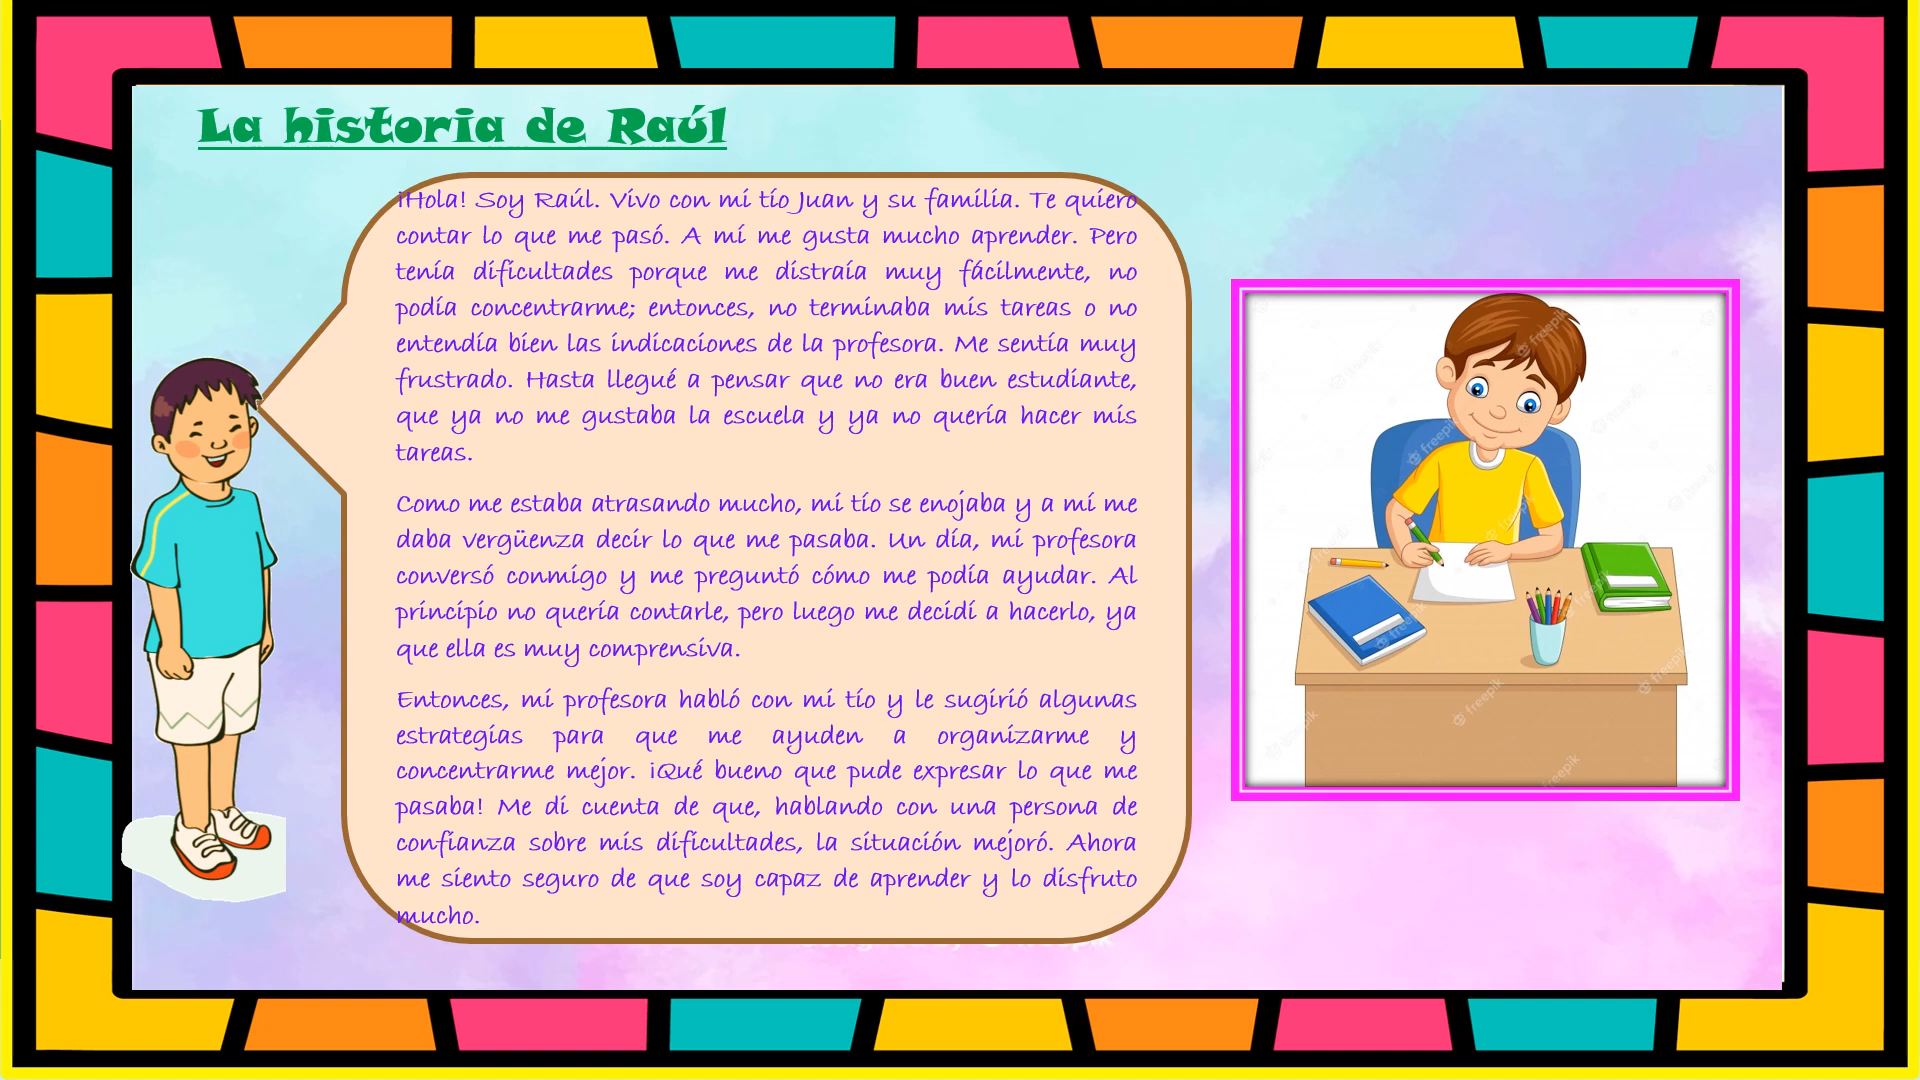 La historia de Raúl
¡Hola! Soy Raúl. Vivo con mi tío Juan y su familia. Te quiero
contar lo que me pasó. A mí me gusta mucho aprender. Pero
tenía dificultades porque me distraía muy fácilmente, no
podía concentrarme; entonces, no terminaba mis tareas o no
entendía bien las indicaciones de la profesora. Me sentía muy
frustrado. Hasta llegué a pensar que no era buen estudiante,
que ya no me gustaba la escuela y ya no quería hacer mis
tareas.
Como me estaba atrasando mucho, mi tío se enojaba y a mí me
daba vergüenza decir lo que me pasaba. Un día, mi profesora
conversó conmigo y me preguntó cómo me podía ayudar. Al
principio no quería contarle, pero luego me decidí a hacerlo, ya
que ella es muy comprensiva.
Entonces, mi profesora habló con mi tío y le sugirió algunas
estrategias para que me ayuden a organizarme y
concentrarme mejor. ¡Qué bueno que pude expresar lo que me
pasaba! Me di cuenta de que, hablando con una persona de
confianza sobre mis dificultades, la situación mejoró. Ahora
me siento seguro de que soy capaz de aprender y lo disfruto
mucho.
freepik
freepik
freepik
freepik
freepik
freepik